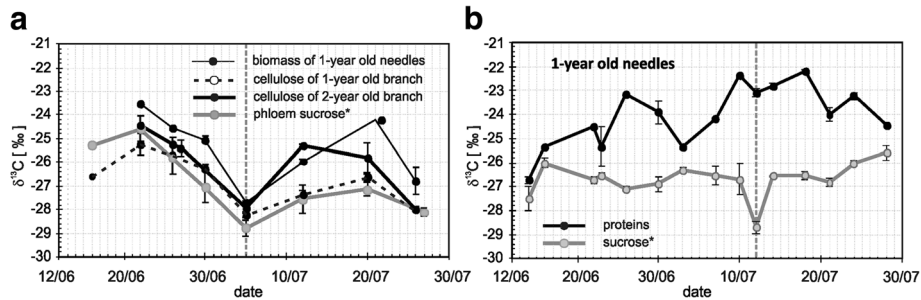 a
-21
-22
-23
-24
-25
-26
-27
-28
-29
-30
δ¹³C [ ‰ ]
biomass of 1-year old needles
cellulose of 1-year old branch
cellulose of 2-year old branch
phloem sucrose*
12/06 20/06 30/06 10/07 20/07 30/07
date
b
-21
-22
-23
-24
-25
-26
-27
-28
-29
-30
δ¹³C [ ‰ ]
1-year old needles
proteins
sucrose*
12/06 20/06 30/06 10/07 20/07 30/07
date